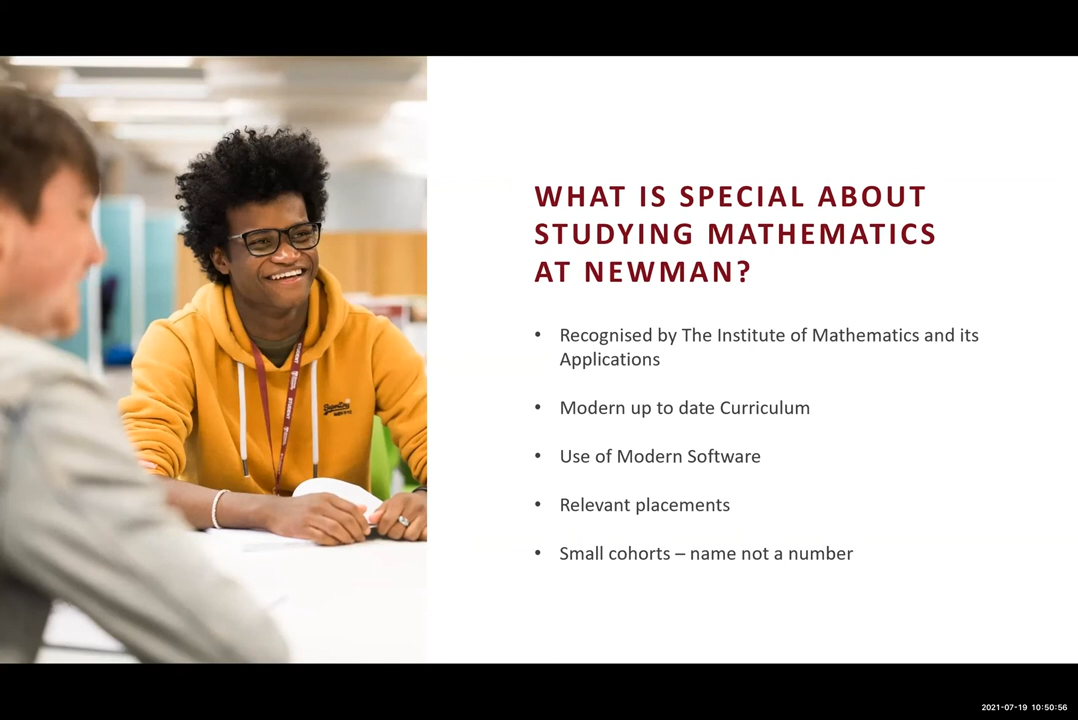 WHAT IS SPECIAL ABOUT
STUDYING MATHEMATICS
AT NEWMAN?
• Recognised by The Institute of Mathematics and its
Applications
• Modern up to date Curriculum
• Use of Modern Software
• Relevant placements
• Small cohorts – name not a number
STUDENT
2021-07-19 10:50:56